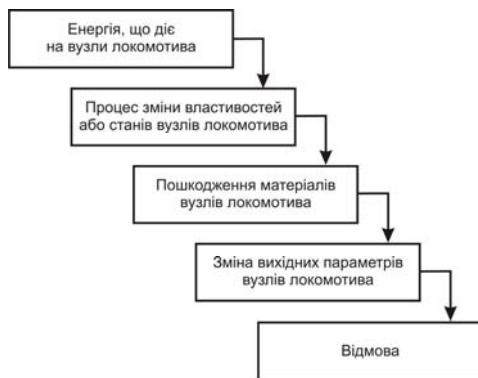 Енергія, що діє
на вузли локомотива
Процес зміни властивостей
або станів вузлів локомотива
Пошкодження матеріалів
вузлів локомотива
Зміна вихідних параметрів
вузлів локомотива
Відмова